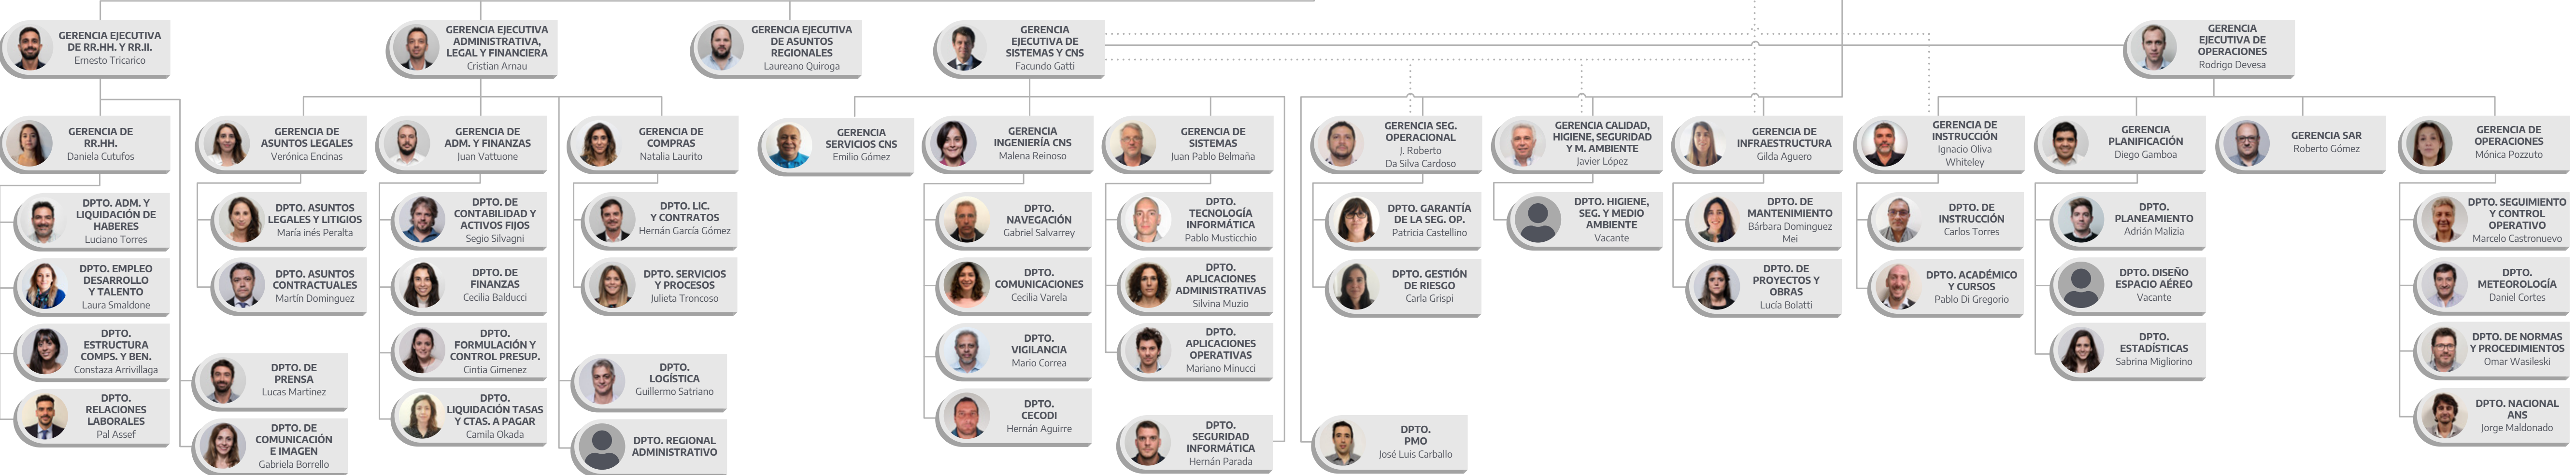 GERENCIA EJECUTIVA
DE RR.HH. Y RR.II.
Ernesto Tricarico
GERENCIA EJECUTIVA
ADMINISTRATIVA,
LEGAL Y FINANCIERA
Cristian Arnau
GERENCIA EJECUTIVA
DE ASUNTOS
REGIONALES
Laureano Quiroga
GERENCIA
EJECUTIVA DE
SISTEMAS Y CNS
Facundo Gatti
GERENCIA
EJECUTIVA DE
OPERACIONES
Rodrigo Devesa
GERENCIA DE
RR.HH.
Daniela Cutufos
GERENCIA DE
ASUNTOS LEGALES
Verónica Encinas
GERENCIA DE
ADM. Y FINANZAS
Juan Vattuone
GERENCIA DE
COMPRAS
Natalia Laurito
GERENCIA
SERVICIOS CNS
Emilio Gómez
GERENCIA
INGENIERÍA CNS
Malena Reinoso
GERENCIA DE
SISTEMAS
Juan Pablo Belmaña
GERENCIA SEG.
OPERACIONAL
J. Roberto
Da Silva Cardoso
GERENCIA CALIDAD,
HIGIENE, SEGURIDAD
Y M. AMBIENTE
Javier López
GERENCIA DE
INFRAESTRUCTURA
Gilda Aguero
GERENCIA DE
INSTRUCCIÓN
Ignacio Oliva
Whiteley
GERENCIA
PLANIFICACIÓN
Diego Gamboa
GERENCIA SAR
Roberto Gómez
GERENCIA DE
OPERACIONES
Mónica Pozzuto
DPTO. ADM. Y
LIQUIDACIÓN DE
HABERES
Luciano Torres
DPTO. ASUNTOS
LEGALES Y LITIGIOS
María inés Peralta
DPTO. DE
CONTABILIDAD Y
ACTIVOS FIJOS
Segio Silvagni
DPTO. LIC.
Y CONTRATOS
Hernán García Gómez
DPTO.
NAVEGACIÓN
Gabriel Salvarrey
DPTO.
TECNOLOGÍA
INFORMÁTICA
Pablo Musticchio
DPTO. GARANTÍA
DE LA SEG. OP.
Patricia Castellino
DPTO. HIGIENE,
SEG. Y MEDIO
AMBIENTE
Vacante
DPTO. DE
MANTENIMIENTO
Bárbara Dominguez
Mei
DPTO. DE
INSTRUCCIÓN
Carlos Torres
DPTO.
PLANEAMIENTO
Adrián Malizia
DPTO. SEGUIMIENTO
Y CONTROL
OPERATIVO
Marcelo Castronuevo
DPTO. EMPLEO
DESARROLLO
Y TALENTO
Laura Smaldone
DPTO. ASUNTOS
CONTRACTUALES
Martín Dominguez
DPTO. DE
FINANZAS
Cecilia Balducci
DPTO. SERVICIOS
Y PROCESOS
Julieta Troncoso
DPTO.
COMUNICACIONES
Cecilia Varela
DPTO.
APLICACIONES
ADMINISTRATIVAS
Silvina Muzio
DPTO. GESTIÓN
DE RIESGO
Carla Grispi
DPTO. DE
PROYECTOS Y
OBRAS
Lucía Bolatti
DPTO. ACADÉMICO
Y CURSOS
Pablo Di Gregorio
DPTO. DISEÑO
ESPACIO AÉREO
Vacante
DPTO.
METEOROLOGÍA
Daniel Cortes
DPTO.
ESTRUCTURA
COMPS. Y BEN.
Constaza Arrivillaga
DPTO. DE
PRENSA
Lucas Martinez
DPTO.
FORMULACIÓN Y
CONTROL PRESUP.
Cintia Gimenez
DPTO.
LOGÍSTICA
Guillermo Satriano
DPTO.
VIGILANCIA
Mario Correa
DPTO.
APLICACIONES
OPERATIVAS
Mariano Minucci
DPTO.
ESTADÍSTICAS
Sabrina Migliorino
DPTO. DE NORMAS
Y PROCEDIMIENTOS
Omar Wasileski
DPTO.
RELACIONES
LABORALES
Pal Assef
DPTO. DE
COMUNICACIÓN
E IMAGEN
Gabriela Borrello
DPTO.
LIQUIDACIÓN TASAS
Y CTAS. A PAGAR
Camila Okada
DPTO. REGIONAL
ADMINISTRATIVO
DPTO.
CECODI
Hernán Aguirre
DPTO.
SEGURIDAD
INFORMÁTICA
Hernán Parada
DPTO.
PMO
José Luis Carballo
DPTO. NACIONAL
ANS
Jorge Maldonado